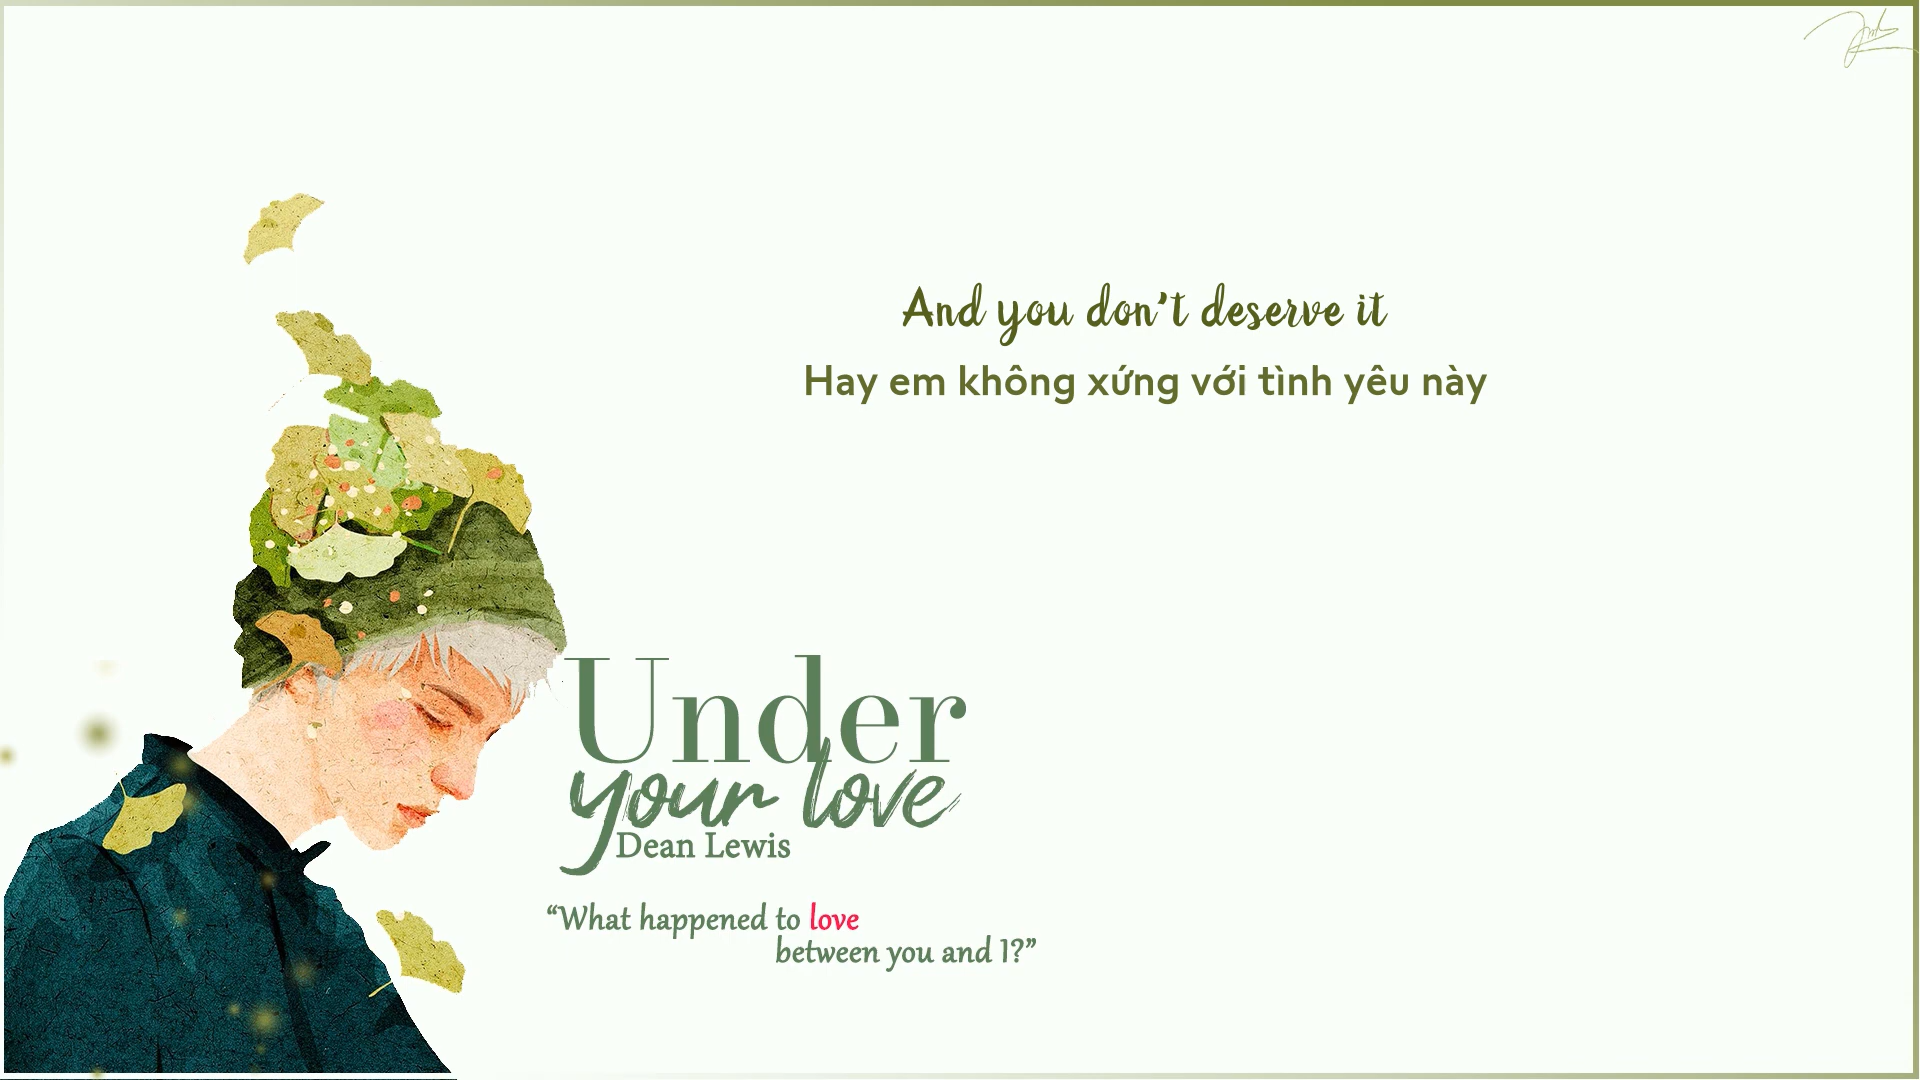 And you don't deserve it
Hay em không xứng với tình yêu này
Under
your love
Dean Lewis
“What happened to love
between you and I?”